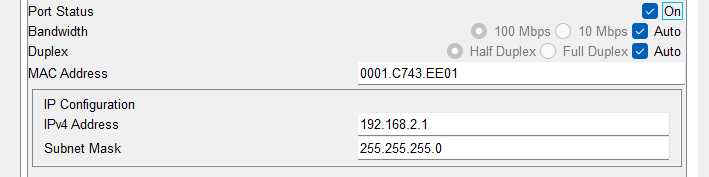 Port Status On
Bandwidth 100 Mbps 10 Mbps Auto
Duplex Half Duplex Full Duplex Auto
MAC Address 0001.C743.EE01
IP Configuration
IPv4 Address 192.168.2.1
Subnet Mask 255.255.255.0